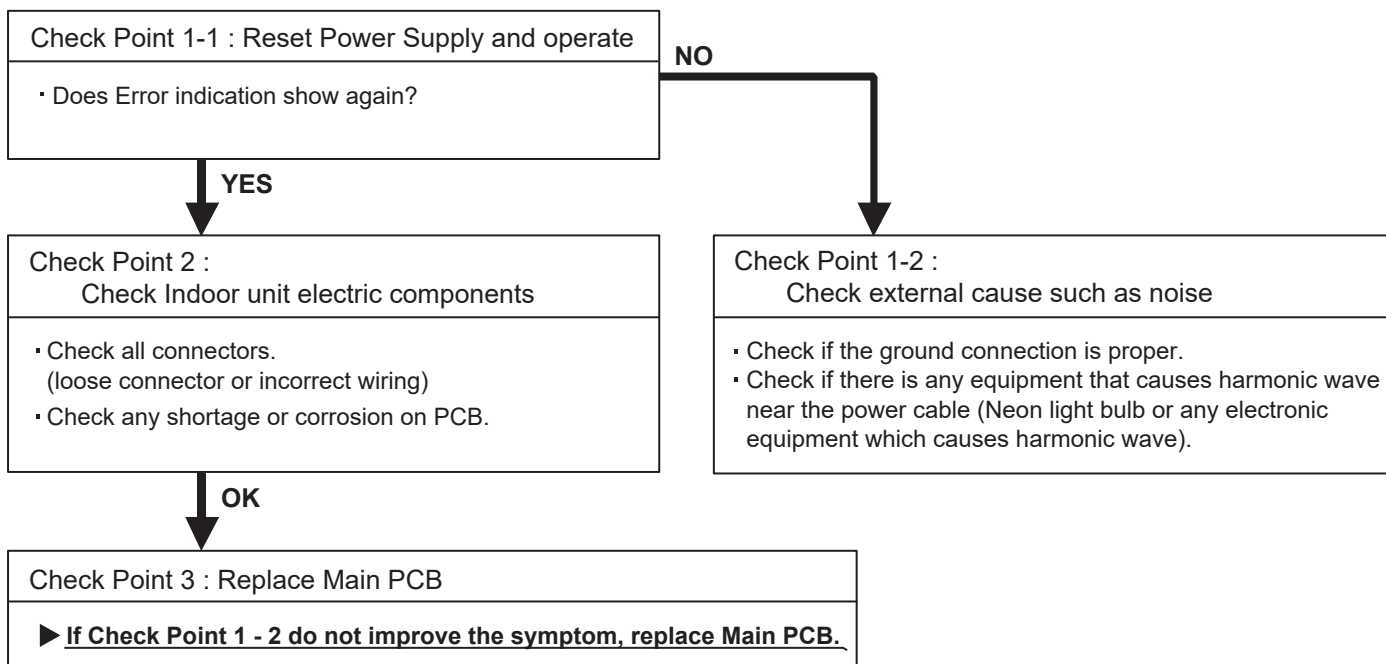 Check Point 1-1 : Reset Power Supply and operate
▪ Does Error indication show again?
NO
YES
Check Point 2 :
Check Indoor unit electric components
▪ Check all connectors.
(loose connector or incorrect wiring)
▪ Check any shortage or corrosion on PCB.
Check Point 1-2 :
Check external cause such as noise
▪ Check if the ground connection is proper.
▪ Check if there is any equipment that causes harmonic wave
near the power cable (Neon light bulb or any electronic
equipment which causes harmonic wave).
OK
Check Point 3 : Replace Main PCB
▶ If Check Point 1 - 2 do not improve the symptom, replace Main PCB.